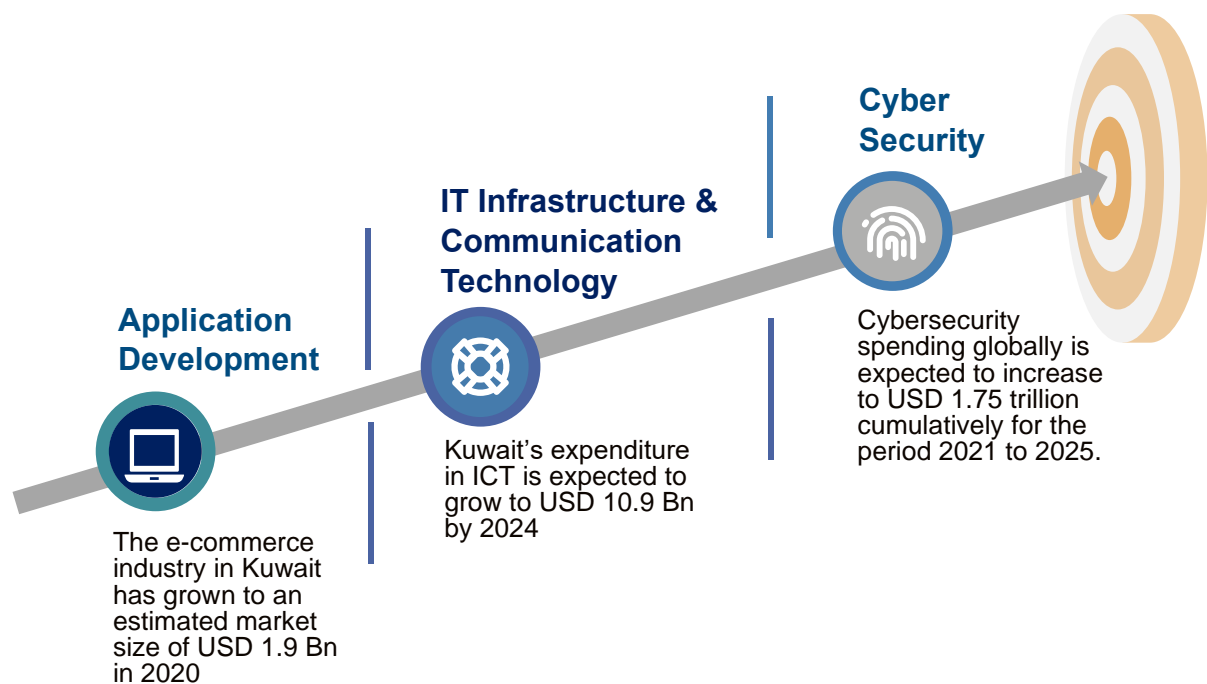 Application
Development
The e-commerce
industry in Kuwait
has grown to an
estimated market
size of USD 1.9 Bn
in 2020
IT Infrastructure &
Communication
Technology
Kuwait’s expenditure
in ICT is expected to
grow to USD 10.9 Bn
by 2024
Cyber
Security
Cybersecurity
spending globally is
expected to increase
to USD 1.75 trillion
cumulatively for the
period 2021 to 2025.